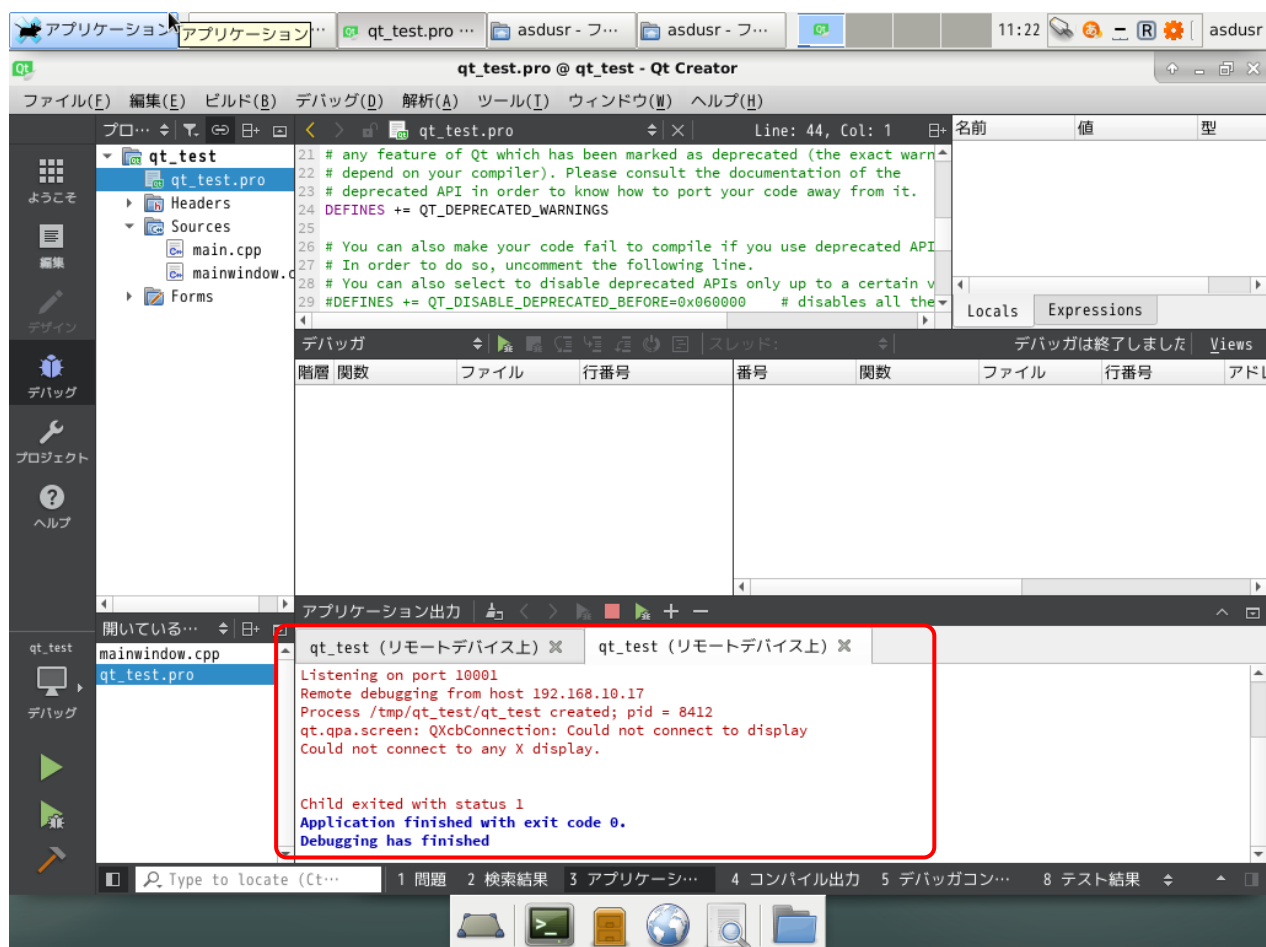 アプリケーション
アプリケーション
qt_test.pro ⋯
asdusr - フ⋯
asdusr - フ⋯
11:22
asdusr
qt_test.pro @ qt_test - Qt Creator
ファイル(F) 編集(E) ビルド(B) デバッグ(D) 解析(A) ツール(T) ウィンドウ(W) ヘルプ(H)
プロ⋯
qt_test.pro
Line: 44, Col: 1
名前 値 型
ようこそ
編集
デザイン
デバッグ
プロジェクト
ヘルプ
qt_test
qt_test.pro
Headers
Sources
main.cpp
mainwindow.c
Forms
21 # any feature of Qt which has been marked as deprecated (the exact warn
22 # depend on your compiler). Please consult the documentation of the
23 # deprecated API in order to know how to port your code away from it.
24 DEFINES += QT_DEPRECATED_WARNINGS
25
26 # You can also make your code fail to compile if you use deprecated API
27 # In order to do so, uncomment the following line.
28 # You can also select to disable deprecated APIs only up to a certain v
29 #DEFINES += QT_DISABLE_DEPRECATED_BEFORE=0x060000 # disables all the
Locals Expressions
デバッガ
スレッド:
デバッガは終了しました
Views
階層 関数 ファイル 行番号
番号 関数 ファイル 行番号 アドレ
アプリケーション出力
開いている⋯
mainwindow.cpp
qt_test.pro
qt_test
デバッグ
qt_test (リモートデバイス上)
qt_test (リモートデバイス上)
Listening on port 10001
Remote debugging from host 192.168.10.17
Process /tmp/qt_test/qt_test created; pid = 8412
qt.qpa.screen: QXcbConnection: Could not connect to display
Could not connect to any X display.
Child exited with status 1
Application finished with exit code 0.
Debugging has finished
Type to locate (Ct⋯
1 問題 2 検索結果 3 アプリケーシ⋯ 4 コンパイル出力 5 デバッガコン⋯ 8 テスト結果